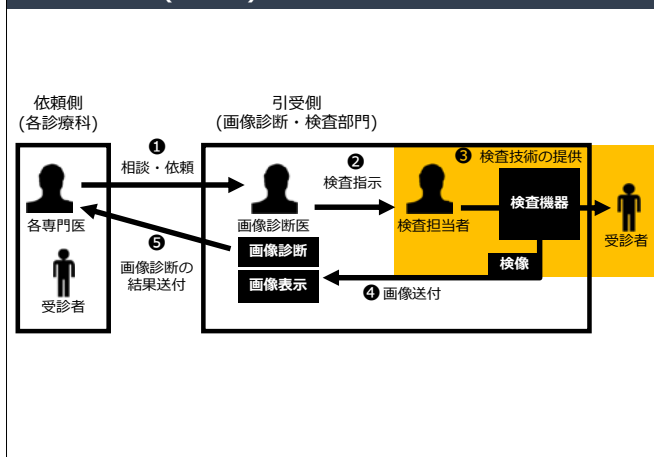 依頼側
(各診療科)
引受側
(画像診断・検査部門)
❶
相談・依頼
❷
検査指示
❸ 検査技術の提供
検査機器
各専門医
画像診断医
検査担当者
受診者
画像診断
画像表示
検像
❺
画像診断の
結果送付
❹ 画像送付
受診者